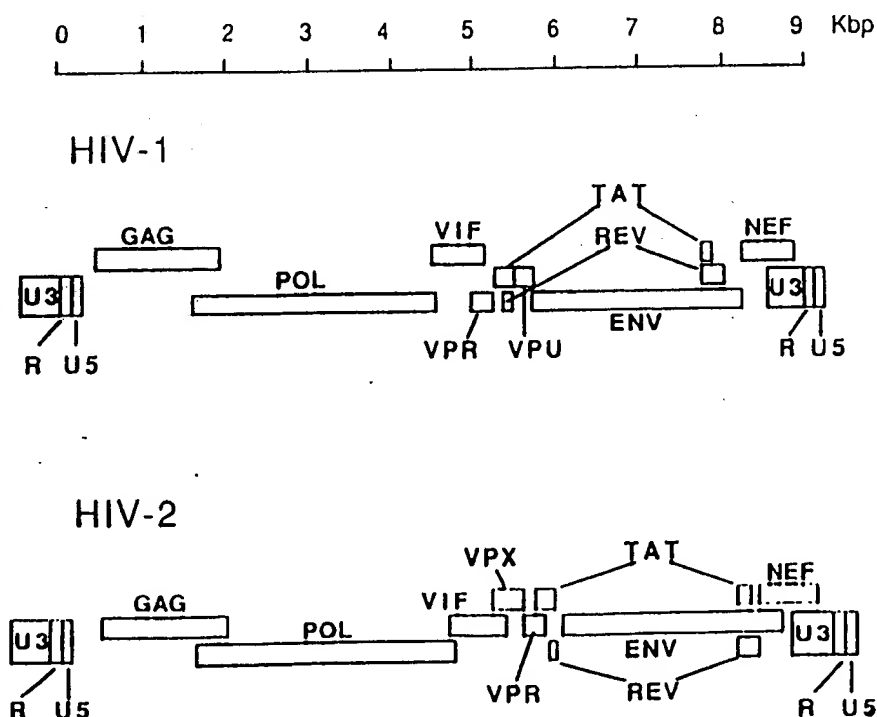 0 1 2 3 4 5 6 7 8 9 Kbp
HIV-1
TAT
GAG VIF REV NEF
U3 POL U3
ENV
R U5 VPR VPU R U5
HIV-2
VPX TAT NEF
GAG VIF
U3 POL ENV U3
VPR REV
R U5 R U5